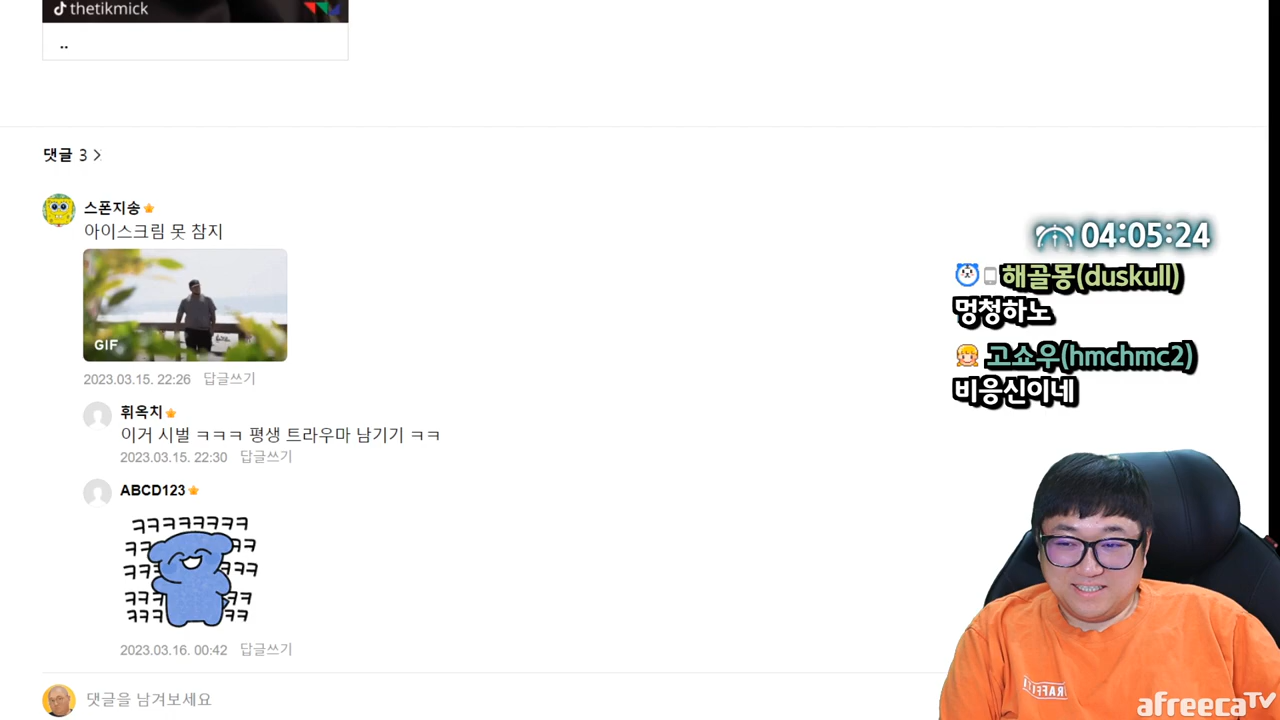 thetikmick
..
댓글 3 >
스폰지송
아이스크림 못 참지
GIF
2023.03.15. 22:26 답글쓰기
휘옥치
이거 시벌 ㅋㅋㅋ 평생 트라우마 남기기 ㅋㅋ
2023.03.15. 22:30 답글쓰기
ABCD123
ㅋㅋㅋㅋㅋㅋㅋㅋ
2023.03.16. 00:42 답글쓰기
댓글을 남겨보세요
04:05:24
해골몽(duskull)
멍청하노
고쇼우(hmchmc2)
비응신이네
afreecaTV